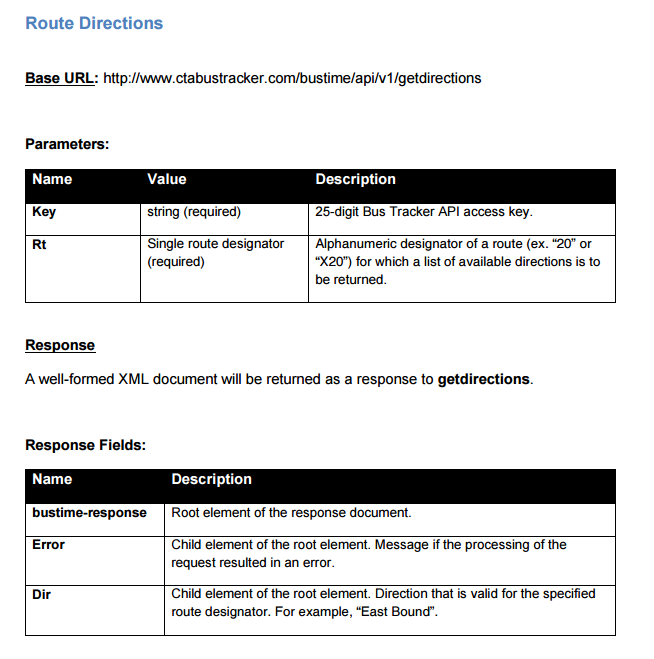 Route Directions
Base URL: http://www.ctabustracker.com/bustime/api/v1/getdirections
Parameters:
Name Value Description
Key string (required) 25-digit Bus Tracker API access key.
Rt Single route designator (required) Alphanumeric designator of a route (ex. “20” or
“X20”) for which a list of available directions is to
be returned.
Response
A well-formed XML document will be returned as a response to getdirections.
Response Fields:
Name Description
bustime-response Root element of the response document.
Error Child element of the root element. Message if the processing of the
request resulted in an error.
Dir Child element of the root element. Direction that is valid for the specified
route designator. For example, “East Bound”.